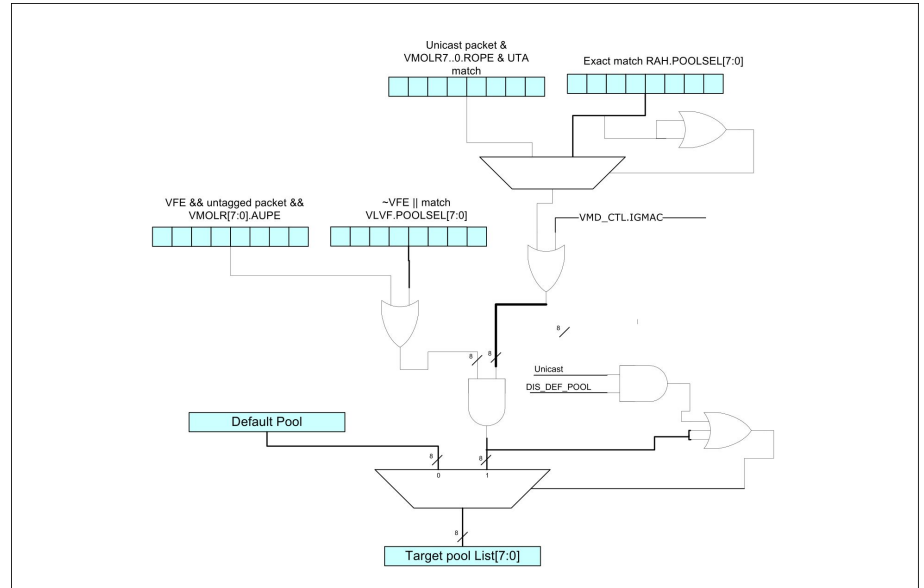 Unicast packet &
VMOLR7..0.ROPE & UTA
match
Exact match RAH.POOLSEL[7:0]
VFE && untagged packet &&
VMOLR[7:0].AUPE
~VFE || match
VLVF.POOLSEL[7:0]
VMD_CTL.IGMAC
8
8
8
Unicast
DIS_DEF_POOL
Default Pool
8
8
0
1
8
Target pool List[7:0]